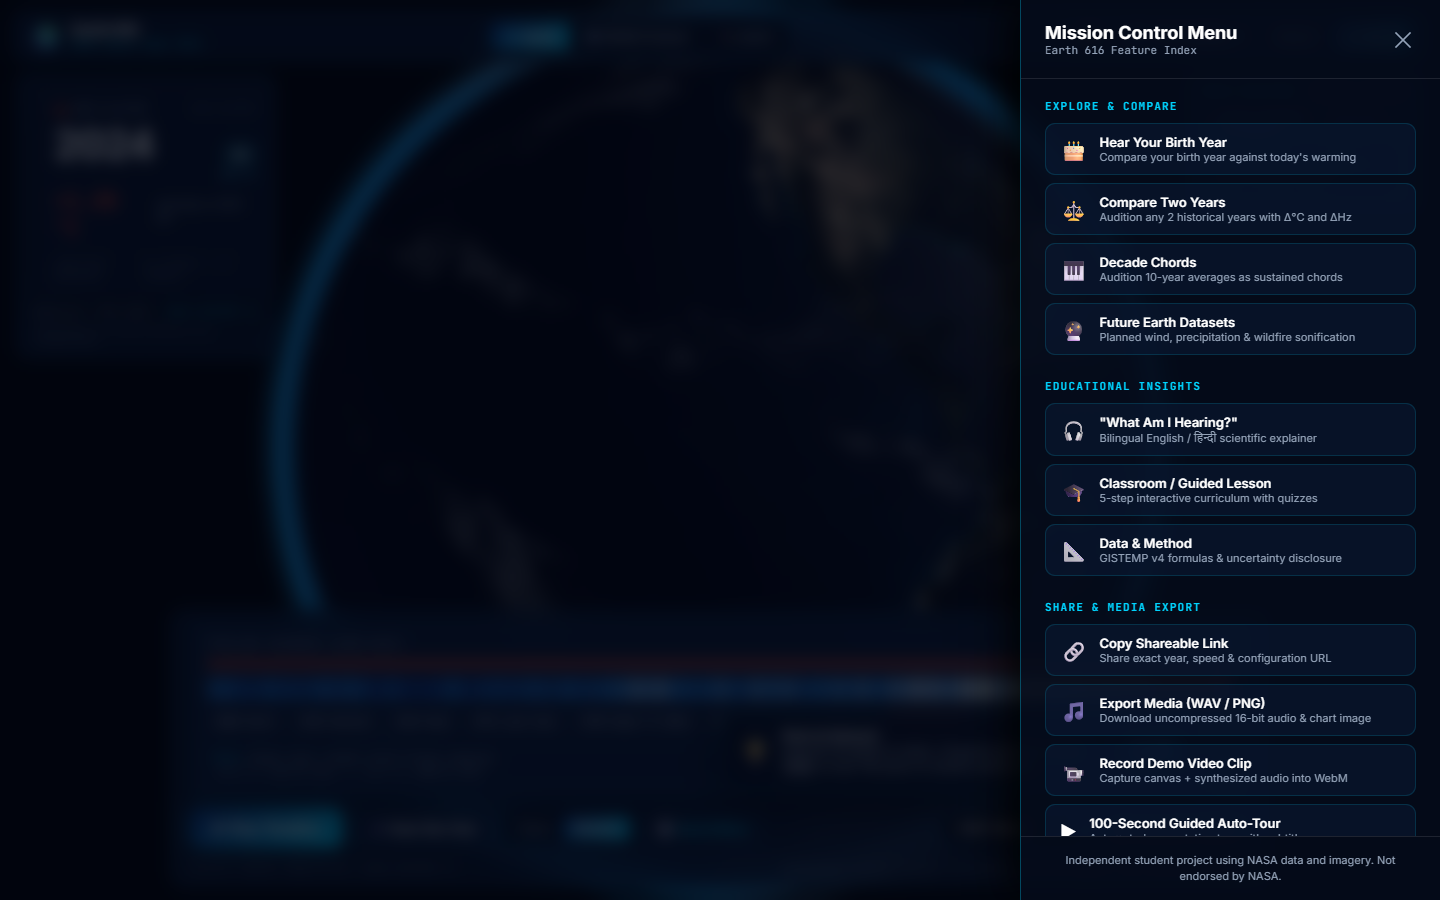 Mission Control Menu
Earth 616 Feature Index
EXPLORE & COMPARE
Hear Your Birth Year
Compare your birth year against today's warming
Compare Two Years
Audition any 2 historical years with Δ°C and ΔHz
Decade Chords
Audition 10-year averages as sustained chords
Future Earth Datasets
Planned wind, precipitation & wildfire sonification
EDUCATIONAL INSIGHTS
"What Am I Hearing?"
Bilingual English / हिन्दी scientific explainer
Classroom / Guided Lesson
5-step interactive curriculum with quizzes
Data & Method
GISTEMP v4 formulas & uncertainty disclosure
SHARE & MEDIA EXPORT
Copy Shareable Link
Share exact year, speed & configuration URL
Export Media (WAV / PNG)
Download uncompressed 16-bit audio & chart image
Record Demo Video Clip
Capture canvas + synthesized audio into WebM
100-Second Guided Auto-Tour
Independent student project using NASA data and imagery. Not
endorsed by NASA.
2024